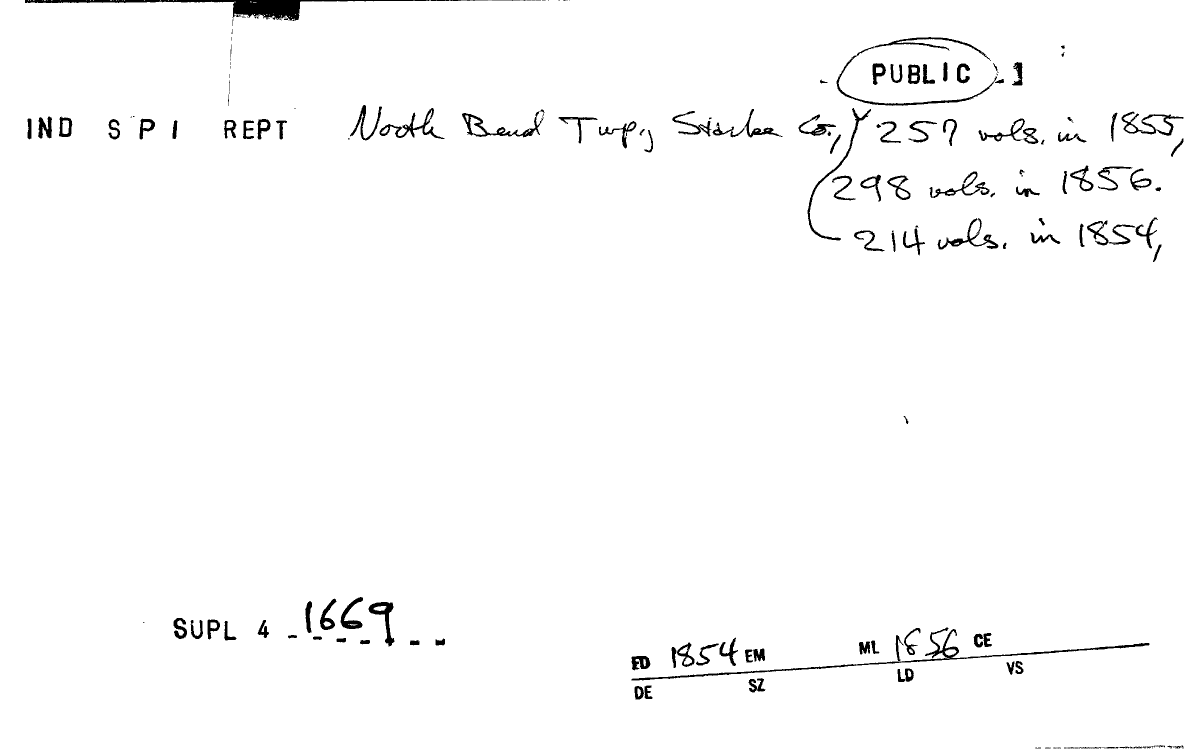 PUBLIC
IND S P I REPT North Bend Twp., Starke Co., 257 vols. in 1855,
298 vols. in 1856.
214 vols. in 1854,
SUPL 4 1669
ED 1854 EM ML 1856 CE
DE SZ LD VS